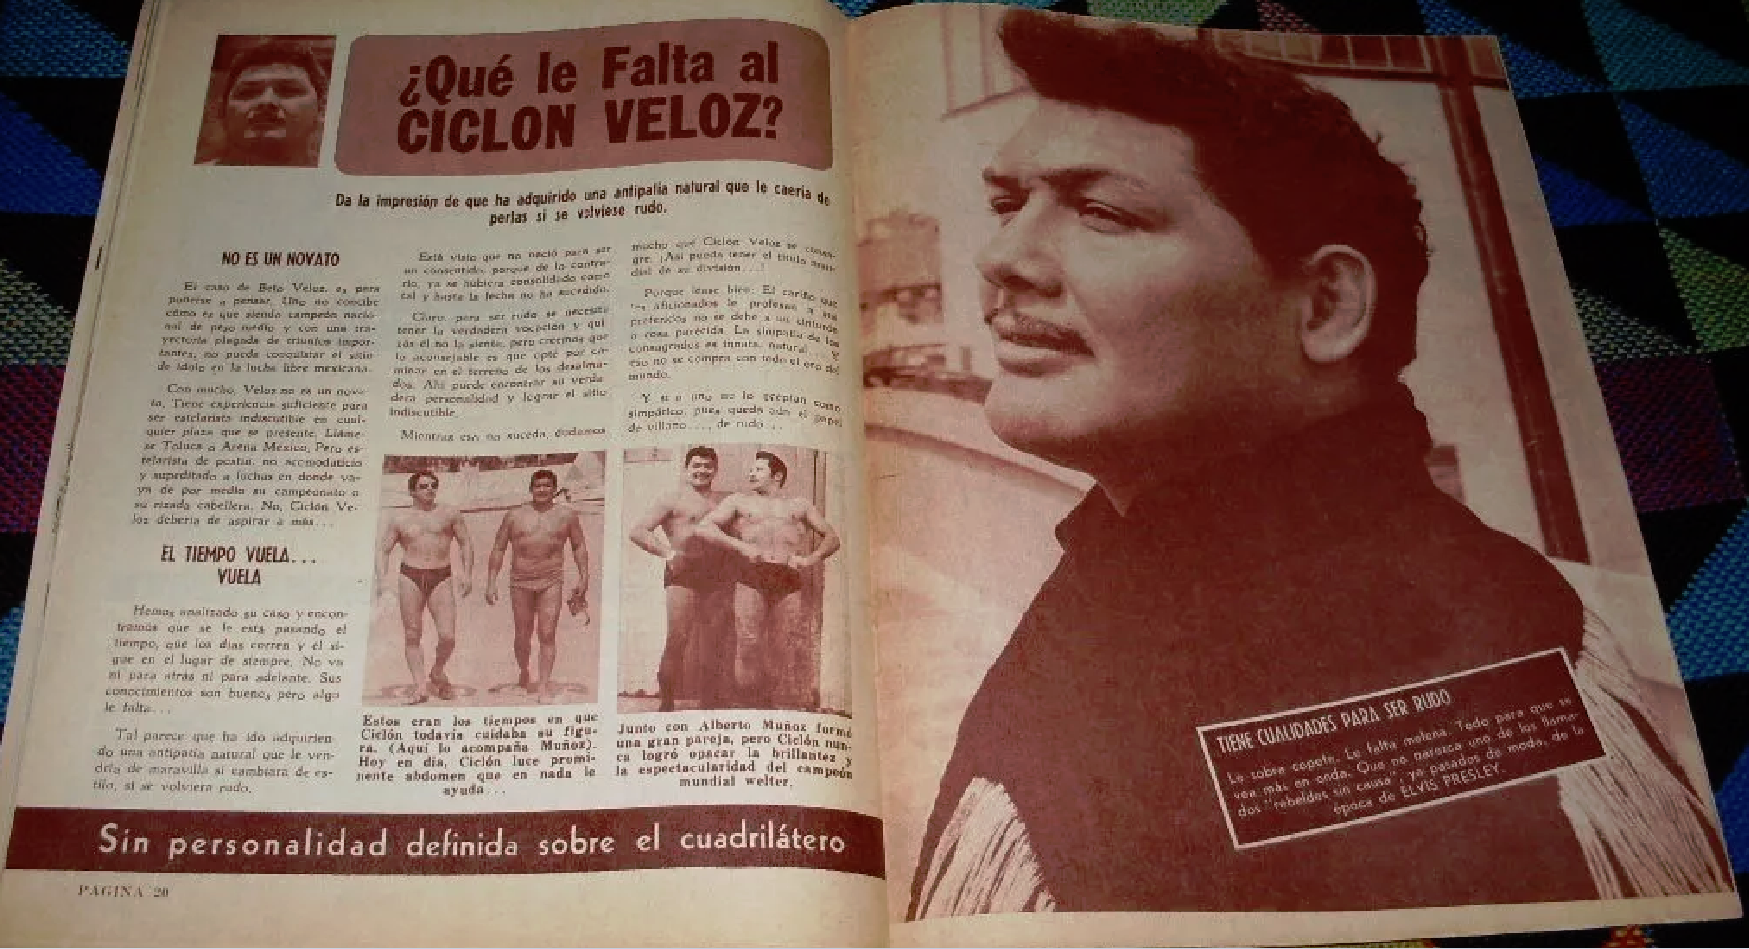 ¿Qué le Falta al
CICLON VELOZ?
Da la impresión de que ha adquirido una antipatía natural que le caería de
perlas si se volviese rudo.
NO ES UN NOVATO
El caso de Beto Veloz, es para
ponerse a pensar. Uno no concibe
cómo es que siendo campeón nacio-
nal de peso medio y con una tra-
yectoria plagada de triunfos impor-
tantes, no pueda conquistar el sitio
de ídolo en la lucha libre mexicana.
Con mucho, Veloz no es un nova-
to. Tiene experiencia suficiente para
ser estelarista indiscutible en cual-
quier plaza que se presente. Lláme-
se Toluca o Arena México. Pero es-
telarista de postín, no acomodaticio
y supeditado a luchas en donde va-
ya de por medio su campeonato o
su rizada cabellera. No, Ciclón Ve-
loz debería de aspirar a más...
EL TIEMPO VUELA...
VUELA
Hemos analizado su caso y encon-
tramos que se le está pasando el
tiempo, que los días corren y él si-
gue en el lugar de siempre. No va
ni para atrás ni para adelante. Sus
conocimientos son buenos, pero algo
le falta...
Tal parece que ha ido adquirien-
do una antipatía natural que le ven-
dría de maravilla si cambiara de es-
tilo, si se volviera rudo.
Está visto que no nació para ser
un consentido, porque de lo contra-
rio, ya se hubiera consolidado como
tal y hasta la fecha no ha sucedido.
Claro, para ser rudo se necesita
tener la verdadera vocación y qui-
zás él no la siente, pero creemos que
lo aconsejable es que opte por ca-
minar en el terreno de los desalma-
dos. Ahí puede encontrar su verda-
dera personalidad y lograr el sitio
indiscutible.
Mientras eso no suceda, dudamos
mucho que Ciclón Veloz se consa-
gre. ¡Así pueda tener el título mun-
dial de su división...!
Porque léase bien: El cariño que
los aficionados le profesan a sus
preferidos no se debe a un cinturón
o cosa parecida. La simpatía de los
consagrados es innata, natural... Y
eso no se compra con todo el oro del
mundo.
Y si a uno no lo aceptan como
simpático, pues queda aún el papel
de villano..., de rudo...
Estos eran los tiempos en que
Ciclón todavía cuidaba su figu-
ra. (Aquí lo acompaña Muñoz).
Hoy en día, Ciclón luce promi-
nente abdomen que en nada le
ayuda...
Junto con Alberto Muñoz formó
una gran pareja, pero Ciclón nun-
ca logró opacar la brillantez y
la espectacularidad del campeón
mundial welter.
Sin personalidad definida sobre el cuadrilátero
PAGINA 20
TIENE CUALIDADES PARA SER RUDO
Le sobra copete. Le falta melena. Todo para que se
vea más en onda. Que no parezca uno de los llama-
dos "rebeldes sin causa", ya pasados de moda, de la
época de ELVIS PRESLEY.